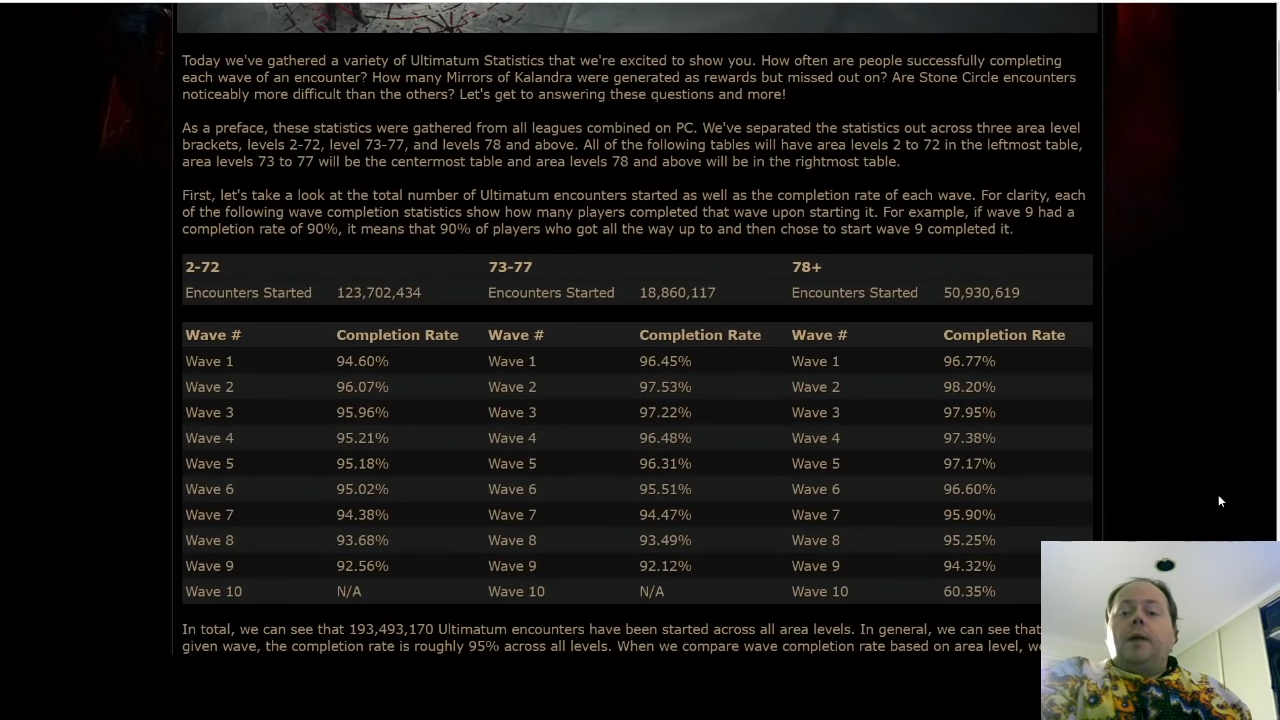 Today we've gathered a variety of Ultimatum Statistics that we're excited to show you. How often are people successfully completing
each wave of an encounter? How many Mirrors of Kalandra were generated as rewards but missed out on? Are Stone Circle encounters
noticeably more difficult than the others? Let's get to answering these questions and more!
As a preface, these statistics were gathered from all leagues combined on PC. We've separated the statistics out across three area level
brackets, levels 2-72, level 73-77, and levels 78 and above. All of the following tables will have area levels 2 to 72 in the leftmost table,
area levels 73 to 77 will be the centermost table and area levels 78 and above will be in the rightmost table.
First, let's take a look at the total number of Ultimatum encounters started as well as the completion rate of each wave. For clarity, each
of the following wave completion statistics show how many players completed that wave upon starting it. For example, if wave 9 had a
completion rate of 90%, it means that 90% of players who got all the way up to and then chose to start wave 9 completed it.
2-72 73-77 78+
Encounters Started 123,702,434 Encounters Started 18,860,117 Encounters Started 50,930,619
Wave # Completion Rate Wave # Completion Rate Wave # Completion Rate
Wave 1 94.60% Wave 1 96.45% Wave 1 96.77%
Wave 2 96.07% Wave 2 97.53% Wave 2 98.20%
Wave 3 95.96% Wave 3 97.22% Wave 3 97.95%
Wave 4 95.21% Wave 4 96.48% Wave 4 97.38%
Wave 5 95.18% Wave 5 96.31% Wave 5 97.17%
Wave 6 95.02% Wave 6 95.51% Wave 6 96.60%
Wave 7 94.38% Wave 7 94.47% Wave 7 95.90%
Wave 8 93.68% Wave 8 93.49% Wave 8 95.25%
Wave 9 92.56% Wave 9 92.12% Wave 9 94.32%
Wave 10 N/A Wave 10 N/A Wave 10 60.35%
In total, we can see that 193,493,170 Ultimatum encounters have been started across all area levels. In general, we can see that
given wave, the completion rate is roughly 95% across all levels. When we compare wave completion rate based on area level,